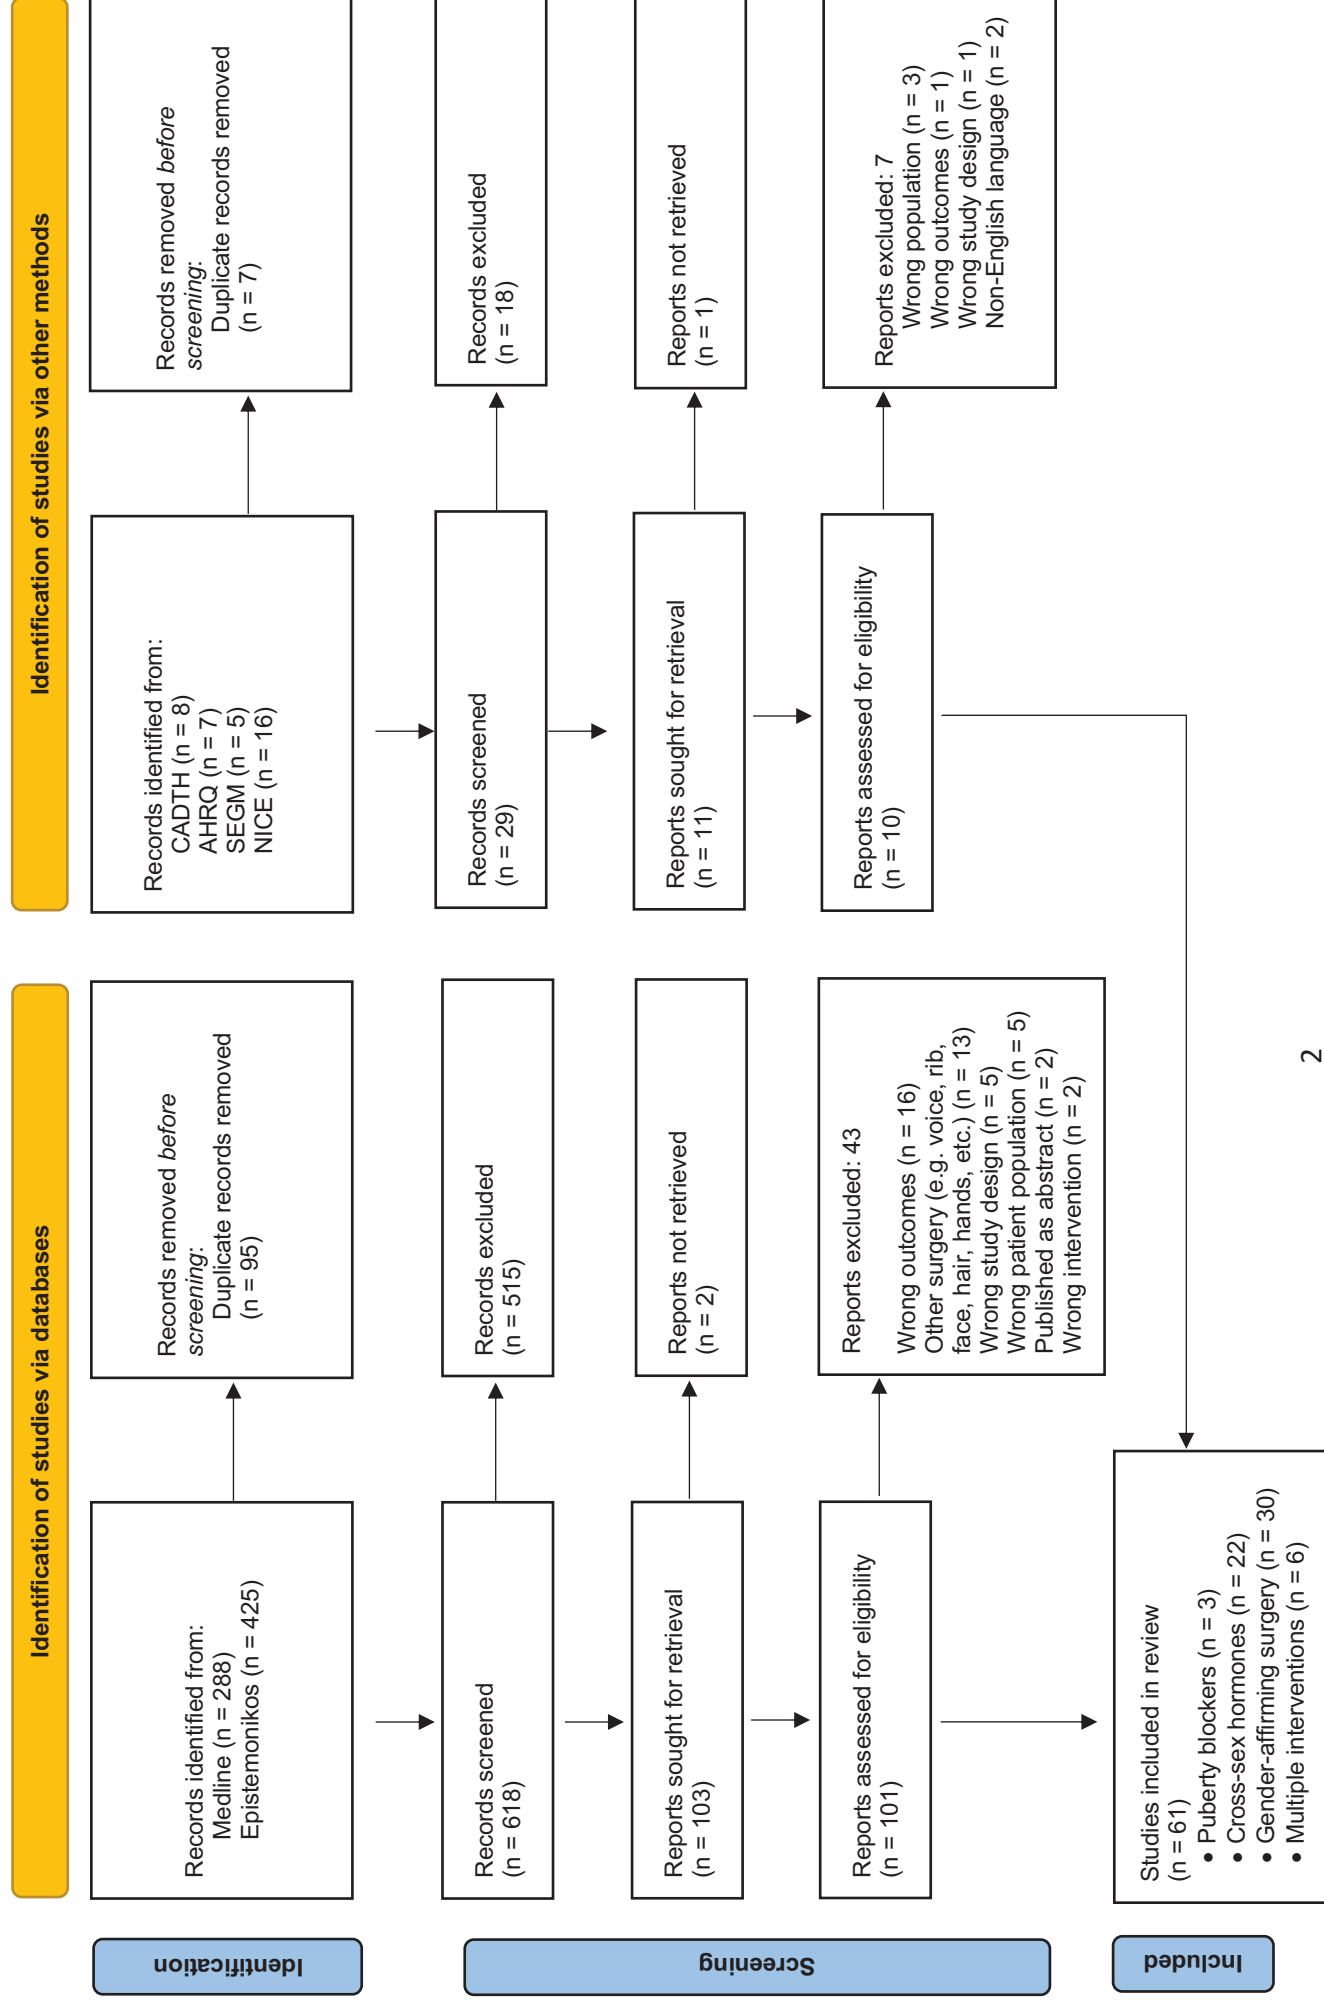 Identification of studies via databases
Identification of studies via other methods
Identification
Records identified from:
Medline (n = 288)
Epistemonikos (n = 425)
Records removed before
screening:
Duplicate records removed
(n = 95)
Records identified from:
CADTH (n = 8)
AHRQ (n = 7)
SEGM (n = 5)
NICE (n = 16)
Records removed before
screening:
Duplicate records removed
(n = 7)
Screening
Records screened
(n = 618)
Records excluded
(n = 515)
Records screened
(n = 29)
Records excluded
(n = 18)
Reports sought for retrieval
(n = 103)
Reports not retrieved
(n = 2)
Reports sought for retrieval
(n = 11)
Reports not retrieved
(n = 1)
Reports assessed for eligibility
(n = 101)
Reports excluded: 43
Wrong outcomes (n = 16)
Other surgery (e.g. voice, rib,
face, hair, hands, etc.) (n = 13)
Wrong study design (n = 5)
Wrong patient population (n = 5)
Published as abstract (n = 2)
Wrong intervention (n = 2)
Reports assessed for eligibility
(n = 10)
Reports excluded: 7
Wrong population (n = 3)
Wrong outcomes (n = 1)
Wrong study design (n = 1)
Non-English language (n = 2)
Included
Studies included in review
(n = 61)
• Puberty blockers (n = 3)
• Cross-sex hormones (n = 22)
• Gender-affirming surgery (n = 30)
• Multiple interventions (n = 6)
2